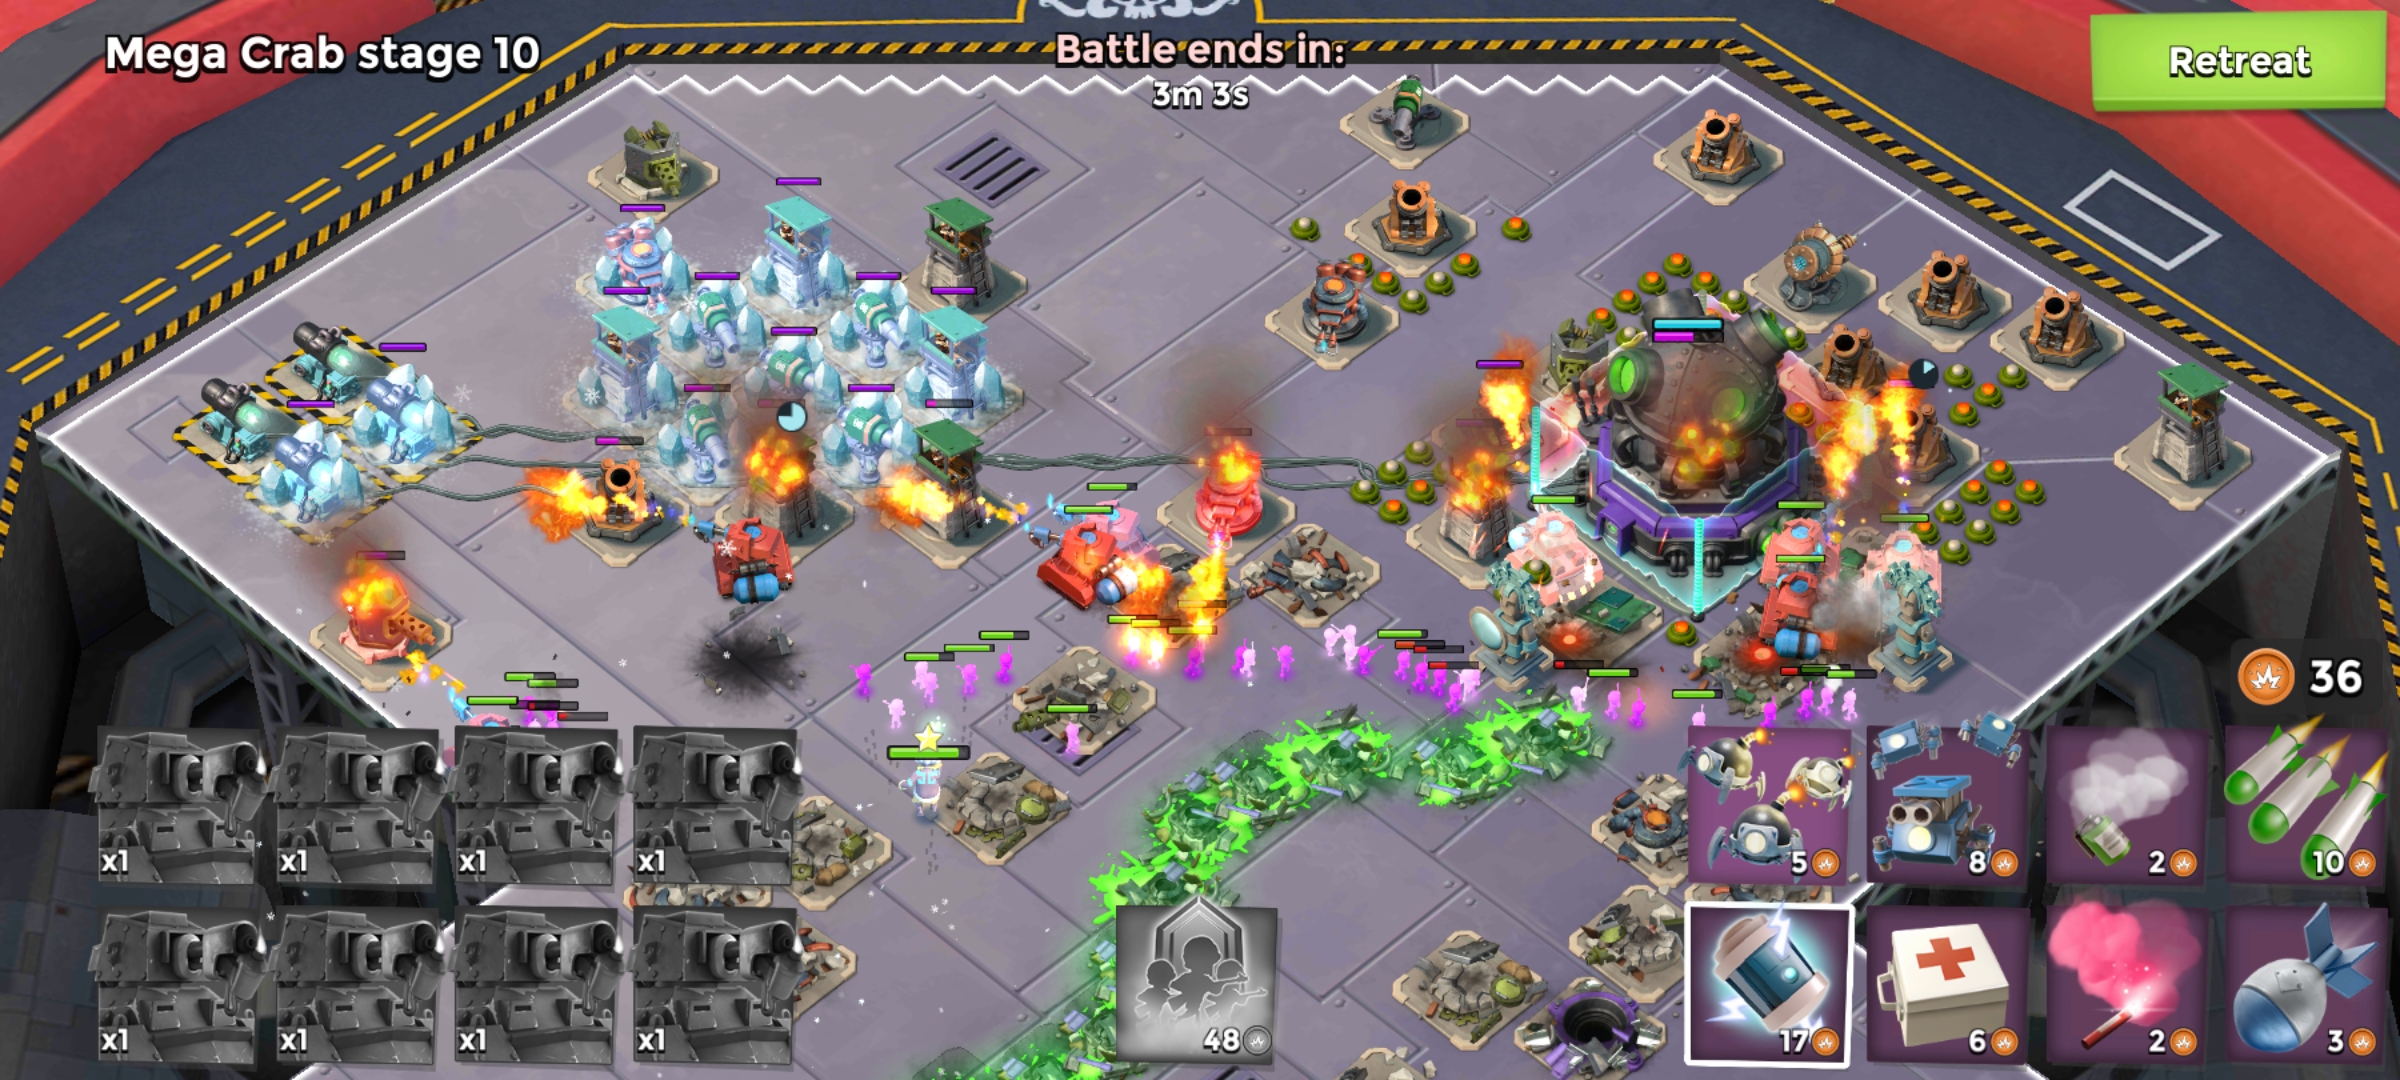 Mega Crab stage 10
Battle ends in:
3m 3s
Retreat
36
x1
x1
x1
x1
5
8
2
10
x1
x1
x1
x1
48
17
6
2
3